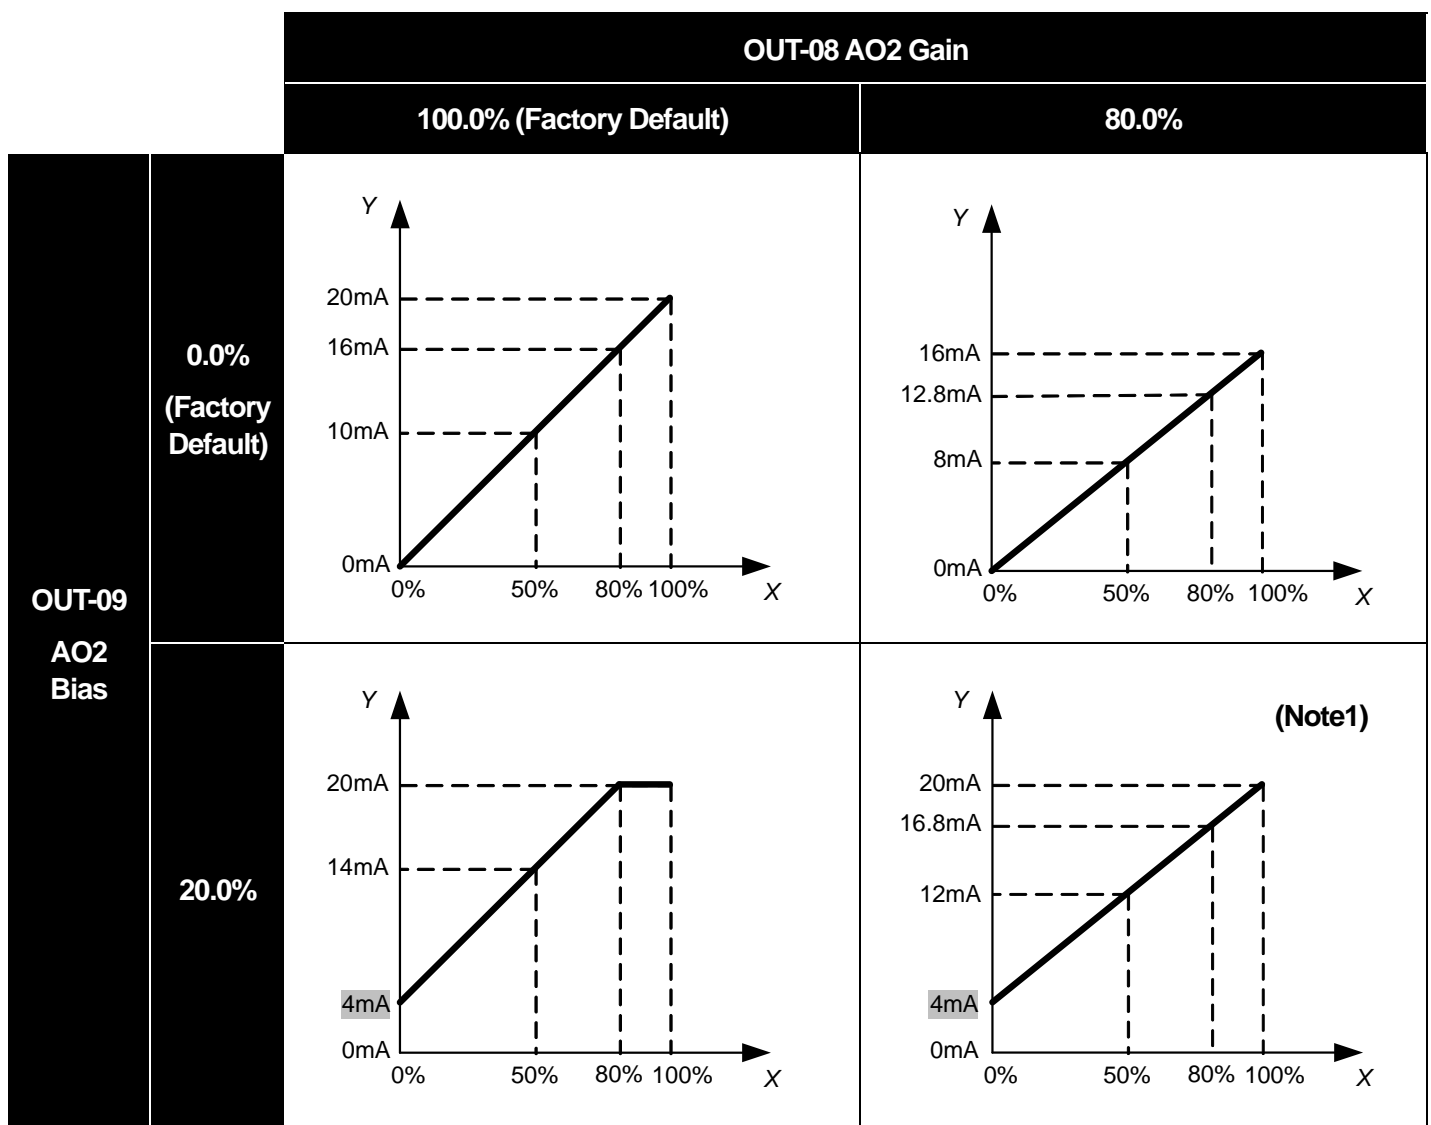 OUT-08 AO2 Gain
100.0% (Factory Default)
80.0%
OUT-09
AO2
Bias
0.0%
(Factory
Default)
Y
20mA
16mA
10mA
0mA
0%
50%
80%
100%
X
Y
16mA
12.8mA
8mA
0mA
0%
50%
80%
100%
X
20.0%
Y
20mA
14mA
4mA
0mA
0%
50%
80%
100%
X
Y
(Note1)
20mA
16.8mA
12mA
4mA
0mA
0%
50%
80%
100%
X